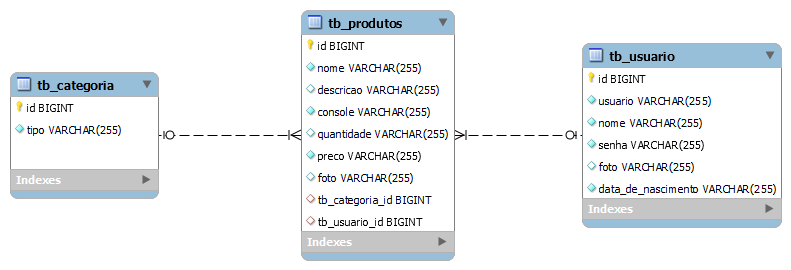 tb_categoria
id BIGINT
tipo VARCHAR(255)
Indexes
tb_produtos
id BIGINT
nome VARCHAR(255)
descricao VARCHAR(255)
console VARCHAR(255)
quantidade VARCHAR(255)
preco VARCHAR(255)
foto VARCHAR(255)
tb_categoria_id BIGINT
tb_usuario_id BIGINT
Indexes
tb_usuario
id BIGINT
usuario VARCHAR(255)
nome VARCHAR(255)
senha VARCHAR(255)
foto VARCHAR(255)
data_de_nascimento VARCHAR(255)
Indexes